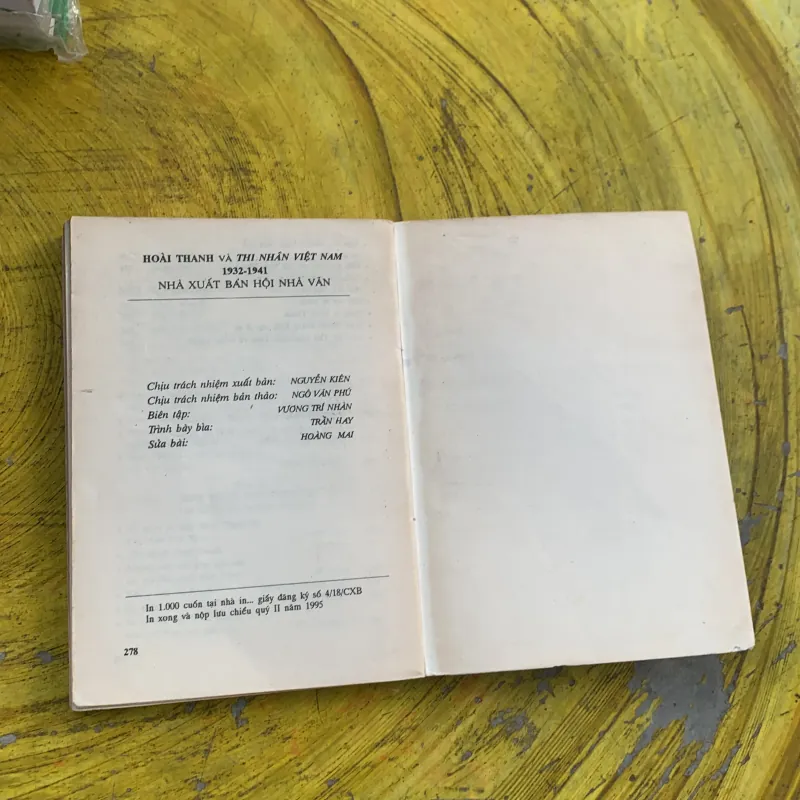 HOÀI THANH VÀ THI NHÂN VIỆT NAM
1932-1941
NHÀ XUẤT BẢN HỘI NHÀ VĂN
Chịu trách nhiệm xuất bản: NGUYỄN KIÊN
Chịu trách nhiệm bản thảo: NGÔ VĂN PHÚ
Biên tập: VƯƠNG TRÍ NHÀN
Trình bày bìa: TRẦN HAY
Sửa bài: HOÀNG MAI
In 1.000 cuốn tại nhà in... giấy đăng ký số 4/18/CXB
In xong và nộp lưu chiểu quý II năm 1995
278